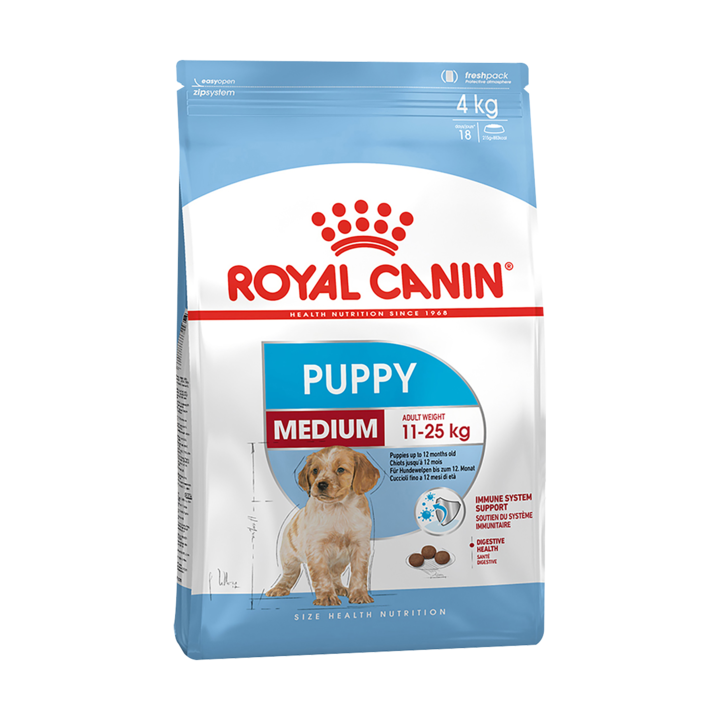 easyopen
zipsystem
freshpack
Protective atmosphere
4 kg
18
ROYAL CANIN®
HEALTH NUTRITION SINCE 1968
PUPPY
MEDIUM
ADULT WEIGHT
11-25 kg
Puppies up to 12 months old
Chiots jusqu'à 12 mois
Für Hundewelpen bis zum 12. Monat
Cuccioli fino a 12 mesi di età
IMMUNE SYSTEM
SUPPORT
SOUTIEN DU SYSTÈME
IMMUNITAIRE
DIGESTIVE
HEALTH
SANTÉ
DIGESTIVE
SIZE HEALTH NUTRITION